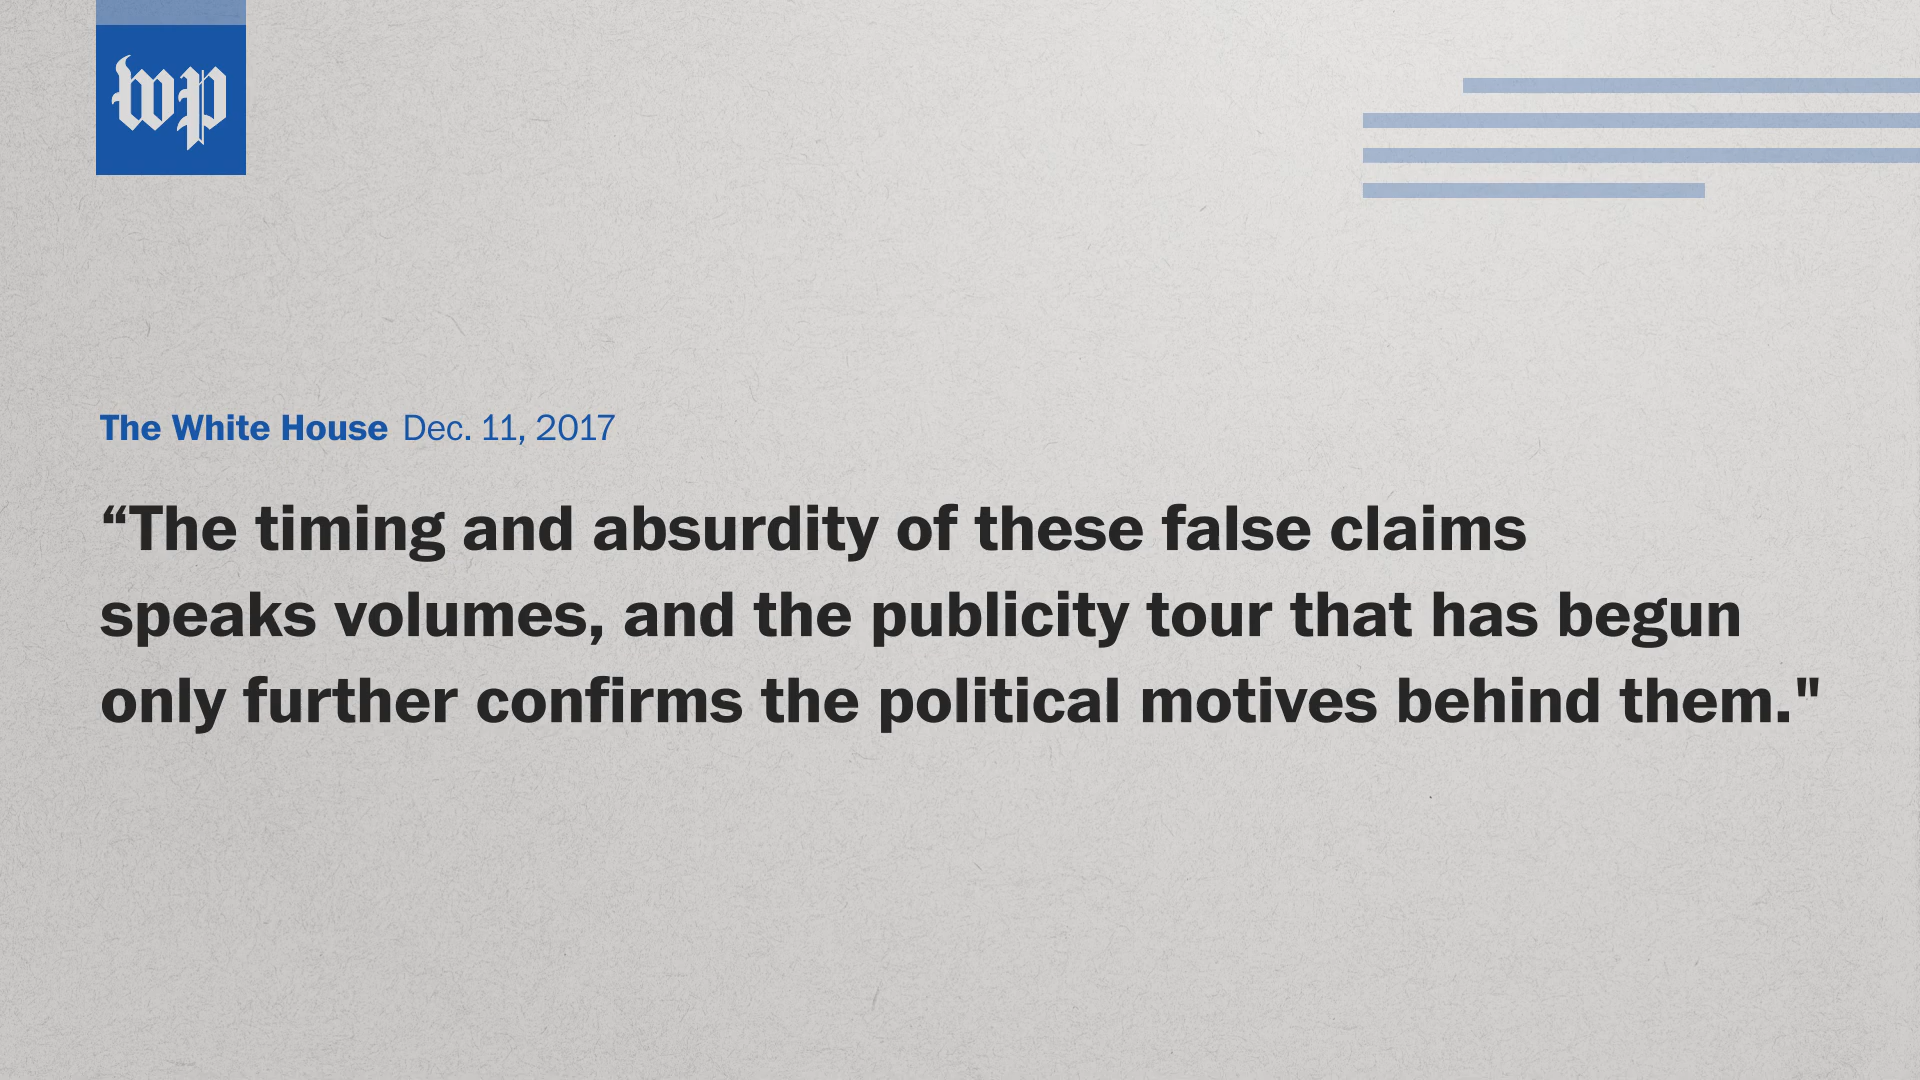 wp
The White House Dec. 11, 2017
“The timing and absurdity of these false claims
speaks volumes, and the publicity tour that has begun
only further confirms the political motives behind them."